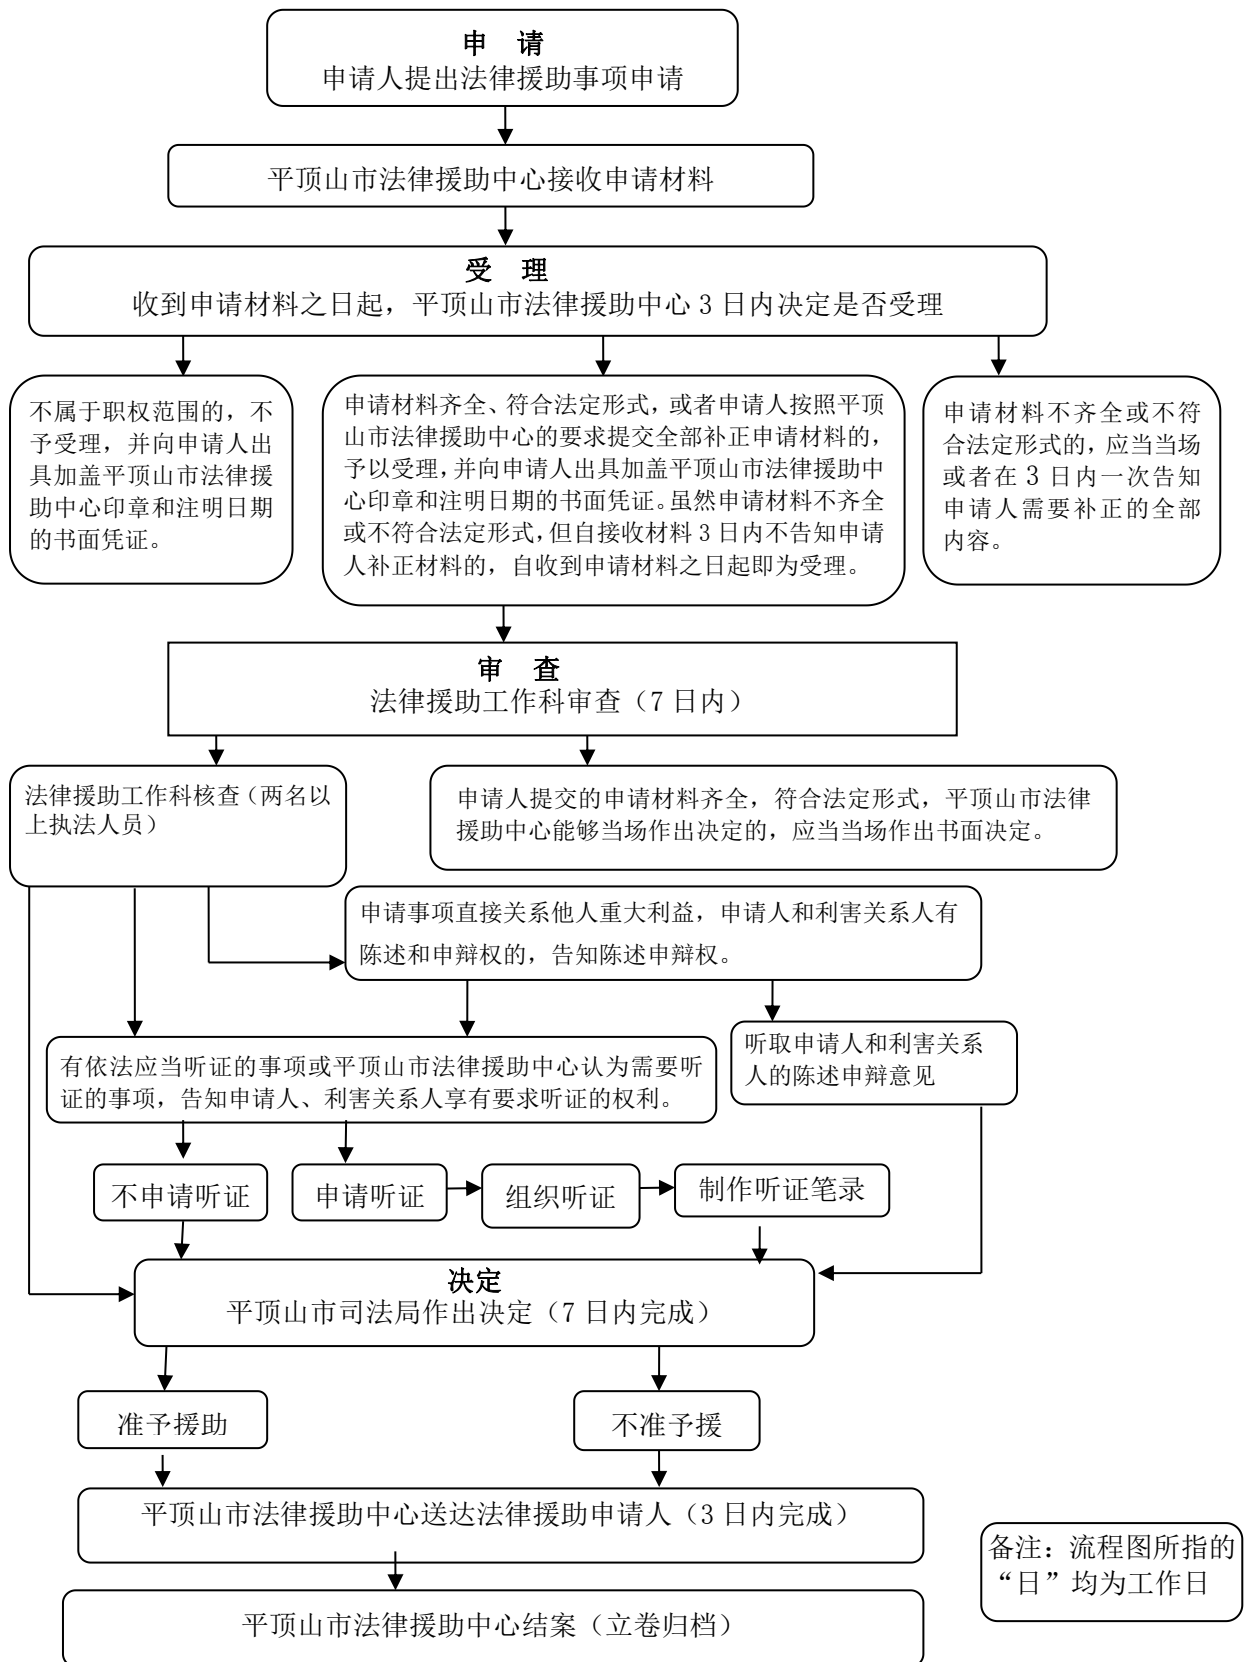 申 请
申请人提出法律援助事项申请
平顶山市法律援助中心接收申请材料
受 理
收到申请材料之日起，平顶山市法律援助中心 3 日内决定是否受理
不属于职权范围的，不
予受理，并向申请人出
具加盖平顶山市法律援
助中心印章和注明日期
的书面凭证。
申请材料齐全、符合法定形式，或者申请人按照平顶
山市法律援助中心的要求提交全部补正申请材料的，
予以受理，并向申请人出具加盖平顶山市法律援助中
心印章和注明日期的书面凭证。虽然申请材料不齐全
或不符合法定形式，但自接收材料 3 日内不告知申请
人补正材料的，自收到申请材料之日起即为受理。
申请材料不齐全或不符
合法定形式的，应当当场
或者在 3 日内一次告知
申请人需要补正的全部
内容。
审 查
法律援助工作科审查（7 日内）
法律援助工作科核查（两名以
上执法人员）
申请人提交的申请材料齐全，符合法定形式，平顶山市法律
援助中心能够当场作出决定的，应当当场作出书面决定。
申请事项直接关系他人重大利益，申请人和利害关系人有
陈述和申辩权的，告知陈述申辩权。
有依法应当听证的事项或平顶山市法律援助中心认为需要听
证的事项，告知申请人、利害关系人享有要求听证的权利。
听取申请人和利害关系
人的陈述申辩意见
不申请听证
申请听证
组织听证
制作听证笔录
决定
平顶山市司法局作出决定（7 日内完成）
准予援助
不准予援
平顶山市法律援助中心送达法律援助申请人（3 日内完成）
平顶山市法律援助中心结案（立卷归档）
备注：流程图所指的
“日”均为工作日